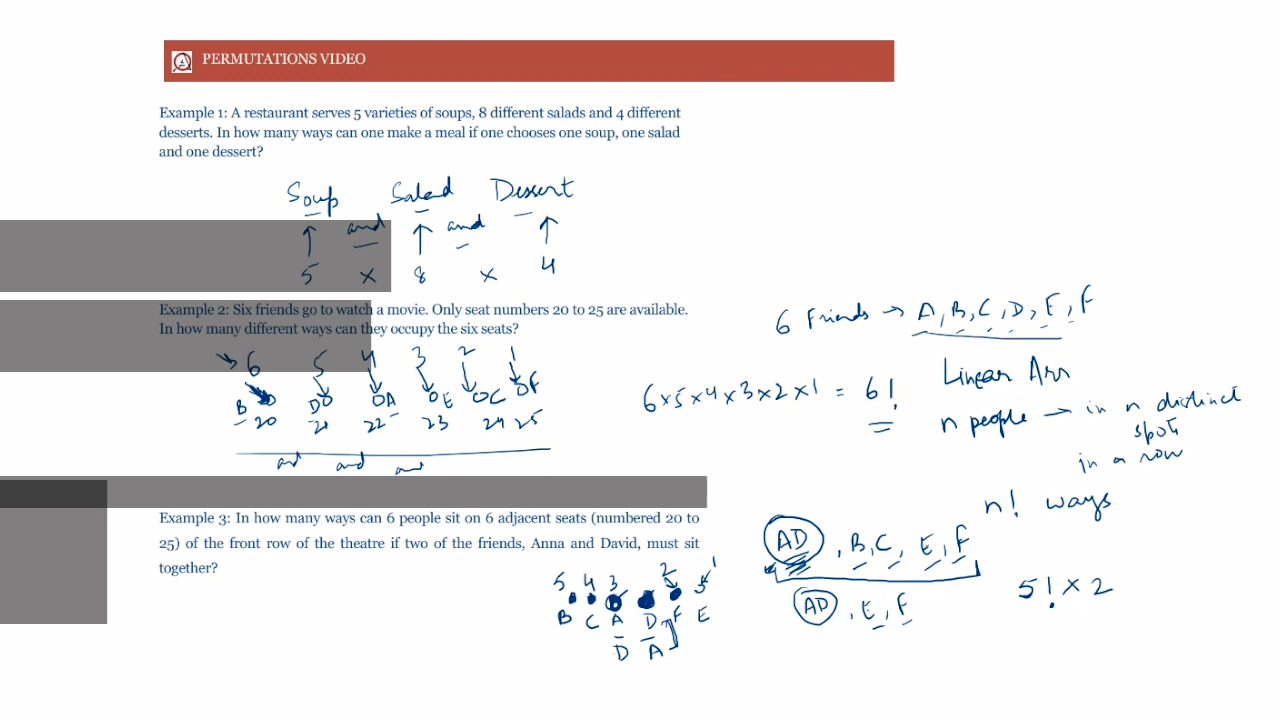 PERMUTATIONS VIDEO
Example 1: A restaurant serves 5 varieties of soups, 8 different salads and 4 different
desserts. In how many ways can one make a meal if one chooses one soup, one salad
and one dessert?
Soup Salad Dessert
and and
5 × 8 × 4
Example 2: Six friends go to watch a movie. Only seat numbers 20 to 25 are available.
In how many different ways can they occupy the six seats?
6 5 4 3 2 1
B D A E C F
20 21 22 23 24 25
and and and
6 Friends → A, B, C, D, E, F
6×5×4×3×2×1 = 6!
Linear Arr
n people → in n distinct
spots
in a row
n! ways
Example 3: In how many ways can 6 people sit on 6 adjacent seats (numbered 20 to
25) of the front row of the theatre if two of the friends, Anna and David, must sit
together?
5 4 3 2 1
B C A D F E
D A
AD, B, C, E, F
AD, E, F
5! × 2